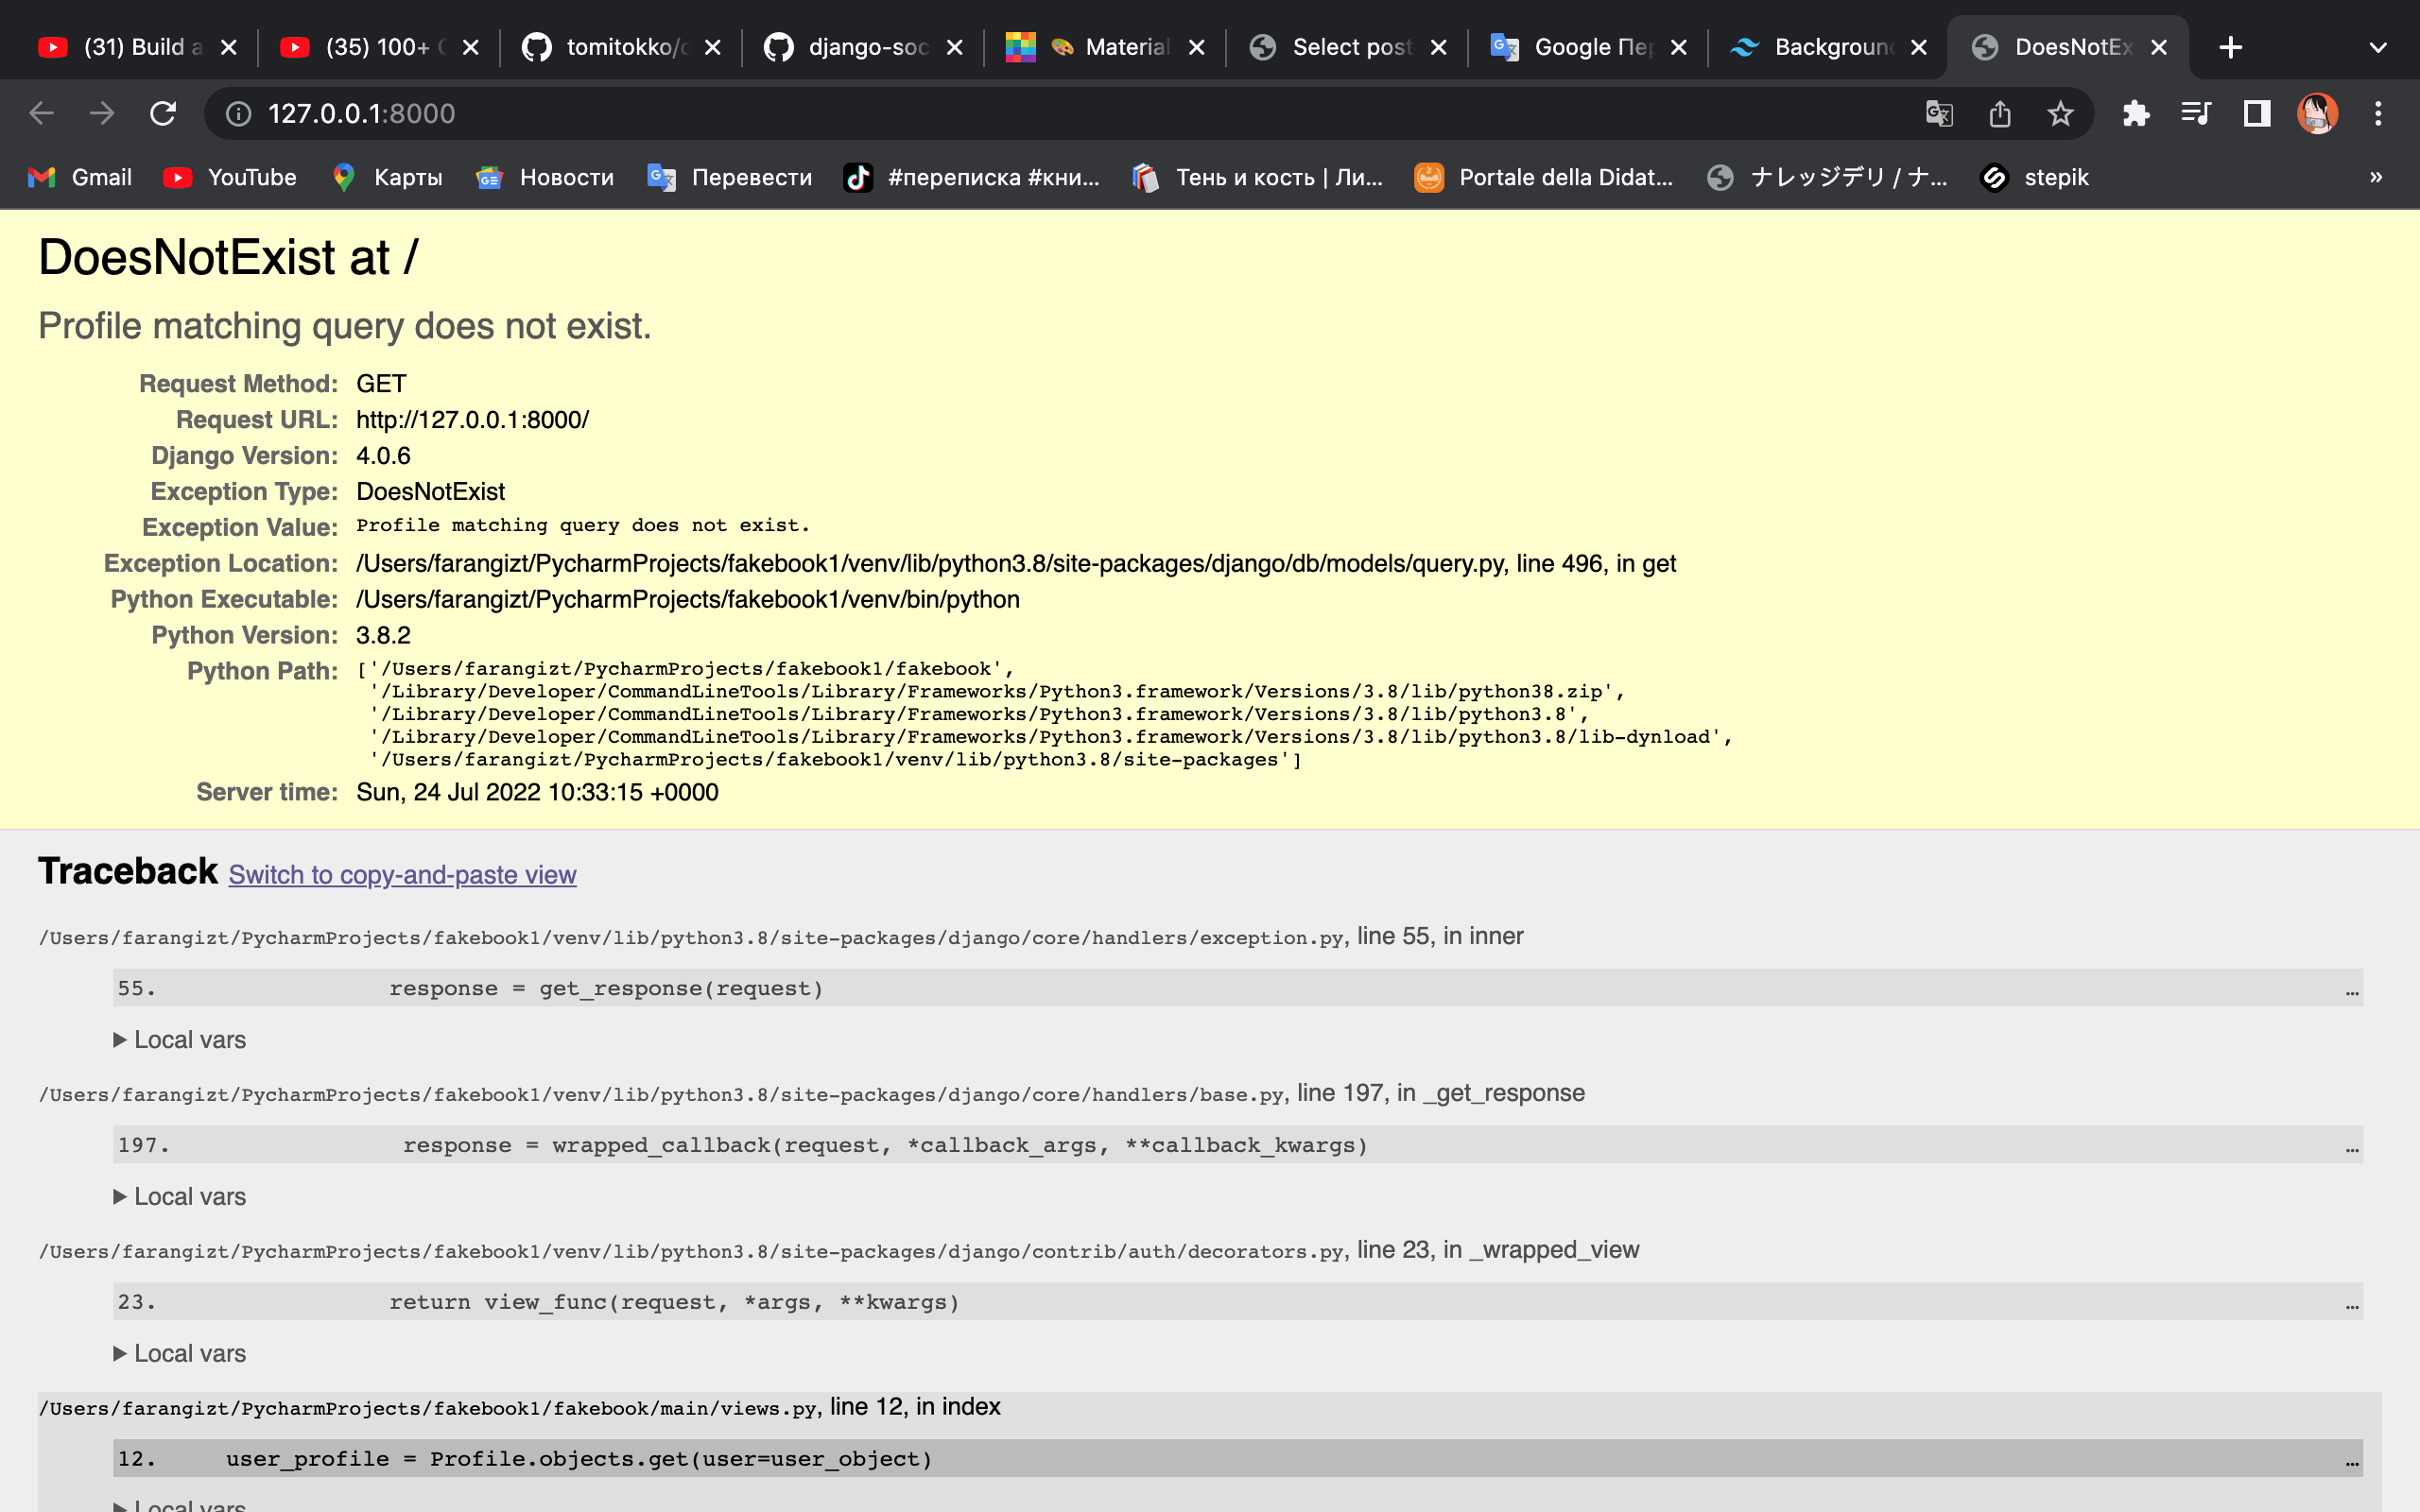 (31) Build a
(35) 100+
tomitokko/
django-soc
Material
Select post
Google Пер
Background
DoesNotEx
127.0.0.1:8000
Gmail
YouTube
Карты
Новости
Перевести
#переписка #кни...
Тень и кость | Ли...
Portale della Didat...
ナレッジデリ / ナ...
stepik
»
DoesNotExist at /
Profile matching query does not exist.
Request Method: GET
Request URL: http://127.0.0.1:8000/
Django Version: 4.0.6
Exception Type: DoesNotExist
Exception Value: Profile matching query does not exist.
Exception Location: /Users/farangizt/PycharmProjects/fakebook1/venv/lib/python3.8/site-packages/django/db/models/query.py, line 496, in get
Python Executable: /Users/farangizt/PycharmProjects/fakebook1/venv/bin/python
Python Version: 3.8.2
Python Path: ['/Users/farangizt/PycharmProjects/fakebook1/fakebook',
'/Library/Developer/CommandLineTools/Library/Frameworks/Python3.framework/Versions/3.8/lib/python38.zip',
'/Library/Developer/CommandLineTools/Library/Frameworks/Python3.framework/Versions/3.8/lib/python3.8',
'/Library/Developer/CommandLineTools/Library/Frameworks/Python3.framework/Versions/3.8/lib/python3.8/lib-dynload',
'/Users/farangizt/PycharmProjects/fakebook1/venv/lib/python3.8/site-packages']
Server time: Sun, 24 Jul 2022 10:33:15 +0000
Traceback Switch to copy-and-paste view
/Users/farangizt/PycharmProjects/fakebook1/venv/lib/python3.8/site-packages/django/core/handlers/exception.py, line 55, in inner
55. response = get_response(request) …
Local vars
/Users/farangizt/PycharmProjects/fakebook1/venv/lib/python3.8/site-packages/django/core/handlers/base.py, line 197, in _get_response
197. response = wrapped_callback(request, *callback_args, **callback_kwargs) …
Local vars
/Users/farangizt/PycharmProjects/fakebook1/venv/lib/python3.8/site-packages/django/contrib/auth/decorators.py, line 23, in _wrapped_view
23. return view_func(request, *args, **kwargs) …
Local vars
/Users/farangizt/PycharmProjects/fakebook1/fakebook/main/views.py, line 12, in index
12. user_profile = Profile.objects.get(user=user_object) …
Local vars